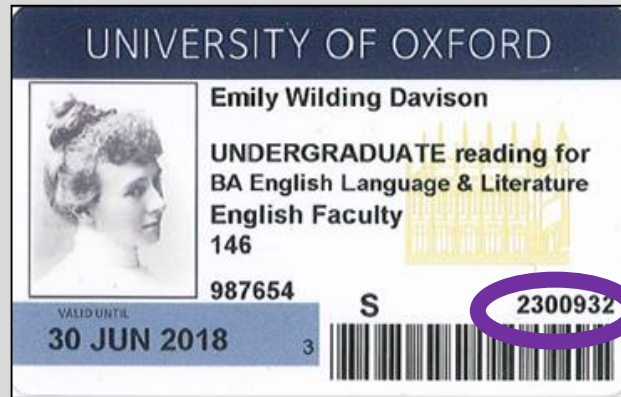 UNIVERSITY OF OXFORD
Emily Wilding Davison
UNDERGRADUATE reading for
BA English Language & Literature
English Faculty
146
987654
VALID UNTIL
30 JUN 2018
3
S
2300932